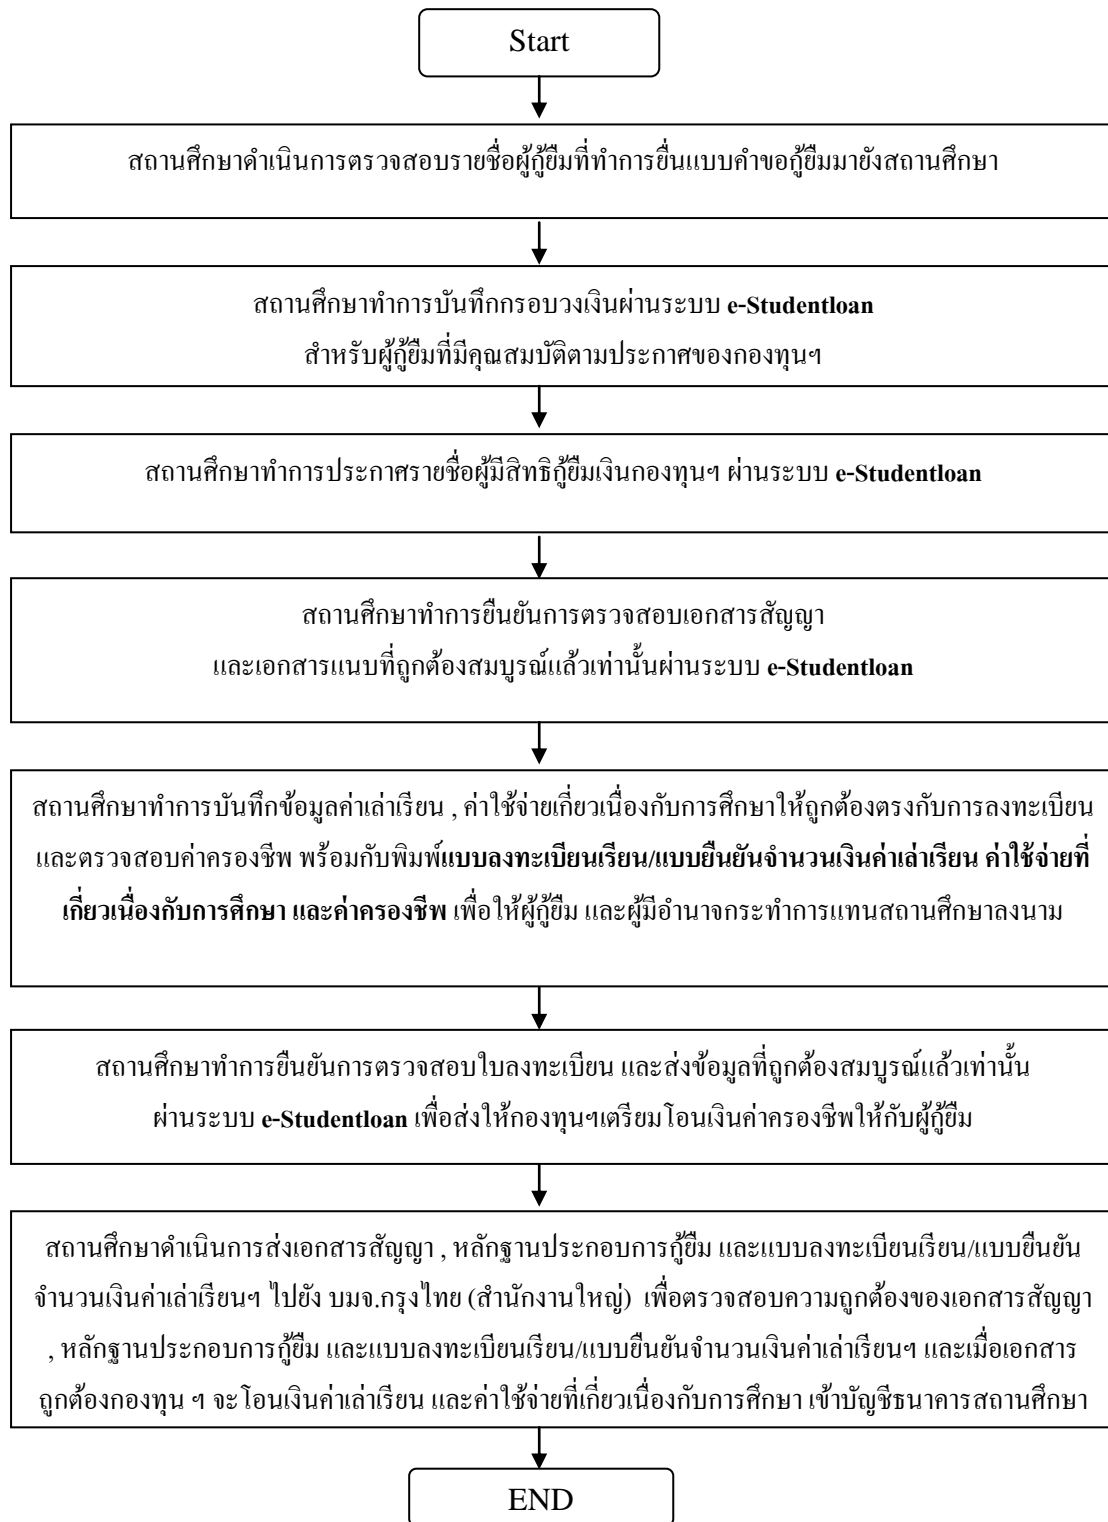 Start
สถานศึกษาดำเนินการตรวจสอบรายชื่อผู้กู้ยืมที่ทำการยื่นแบบคำขอกู้ยืมมายังสถานศึกษา
สถานศึกษาทำการบันทึกกรอบวงเงินผ่านระบบ e-Studentloan
สำหรับผู้กู้ยืมที่มีคุณสมบัติตามประกาศของกองทุนฯ
สถานศึกษาทำการประกาศรายชื่อผู้มีสิทธิกู้ยืมเงินกองทุนฯ ผ่านระบบ e-Studentloan
สถานศึกษาทำการยืนยันการตรวจสอบเอกสารสัญญา
และเอกสารแนบที่ถูกต้องสมบูรณ์แล้วเท่านั้นผ่านระบบ e-Studentloan
สถานศึกษาทำการบันทึกข้อมูลค่าเล่าเรียน , ค่าใช้จ่ายเกี่ยวเนื่องกับการศึกษาให้ถูกต้องตรงกับการลงทะเบียน
และตรวจสอบค่าครองชีพ พร้อมกับพิมพ์แบบลงทะเบียนเรียน/แบบยืนยันจำนวนเงินค่าเล่าเรียน ค่าใช้จ่ายที่
เกี่ยวเนื่องกับการศึกษา และค่าครองชีพ เพื่อให้ผู้กู้ยืม และผู้มีอำนาจกระทำการแทนสถานศึกษาลงนาม
สถานศึกษาทำการยืนยันการตรวจสอบใบลงทะเบียน และส่งข้อมูลที่ถูกต้องสมบูรณ์แล้วเท่านั้น
ผ่านระบบ e-Studentloan เพื่อส่งให้กองทุนฯเตรียมโอนเงินค่าครองชีพให้กับผู้กู้ยืม
สถานศึกษาดำเนินการส่งเอกสารสัญญา , หลักฐานประกอบการกู้ยืม และแบบลงทะเบียนเรียน/แบบยืนยัน
จำนวนเงินค่าเล่าเรียนฯ ไปยัง บมจ.กรุงไทย (สำนักงานใหญ่) เพื่อตรวจสอบความถูกต้องของเอกสารสัญญา
, หลักฐานประกอบการกู้ยืม และแบบลงทะเบียนเรียน/แบบยืนยันจำนวนเงินค่าเล่าเรียนฯ และเมื่อเอกสาร
ถูกต้องกองทุน ฯ จะโอนเงินค่าเล่าเรียน และค่าใช้จ่ายที่เกี่ยวเนื่องกับการศึกษา เข้าบัญชีธนาคารสถานศึกษา
END